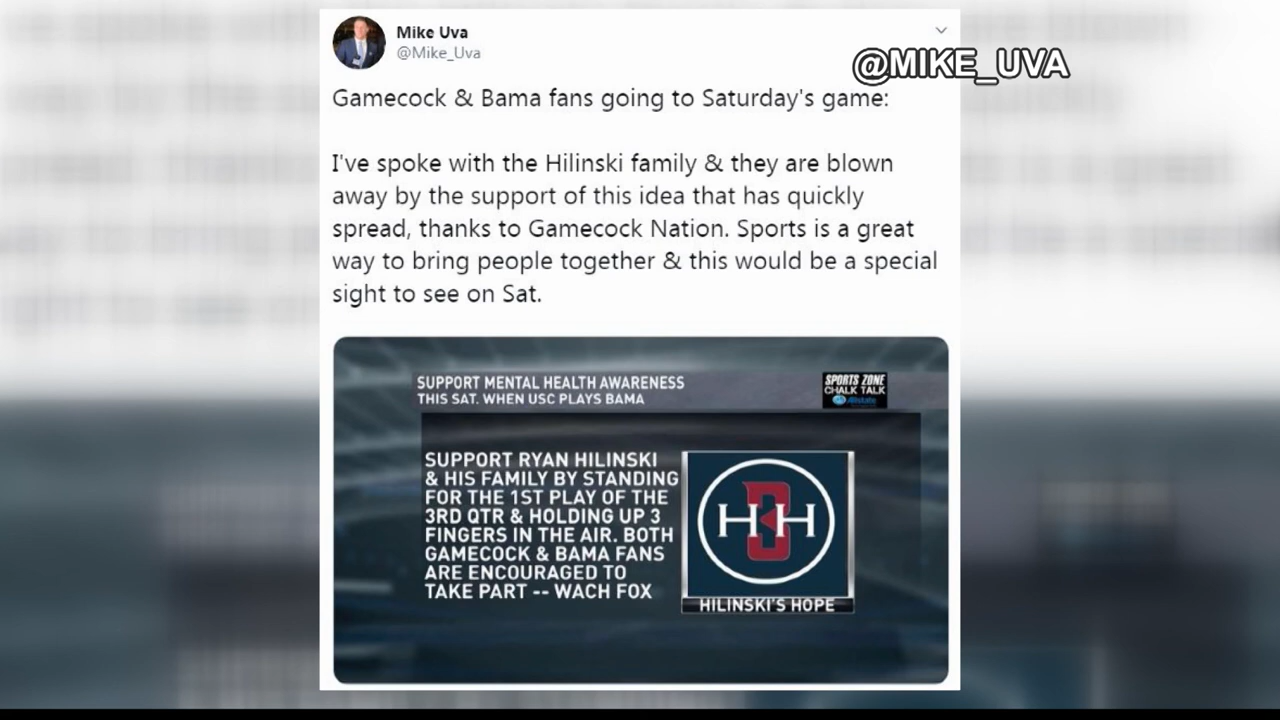 Mike Uva
@Mike_Uva
@MIKE_UVA
Gamecock & Bama fans going to Saturday's game:
I've spoke with the Hilinski family & they are blown
away by the support of this idea that has quickly
spread, thanks to Gamecock Nation. Sports is a great
way to bring people together & this would be a special
sight to see on Sat.
SUPPORT MENTAL HEALTH AWARENESS
THIS SAT. WHEN USC PLAYS BAMA
SPORTS ZONE
CHALK TALK
Allstate
SUPPORT RYAN HILINSKI
& HIS FAMILY BY STANDING
FOR THE 1ST PLAY OF THE
3RD QTR & HOLDING UP 3
FINGERS IN THE AIR. BOTH
GAMECOCK & BAMA FANS
ARE ENCOURAGED TO
TAKE PART -- WACH FOX
H3H
HILINSKI'S HOPE